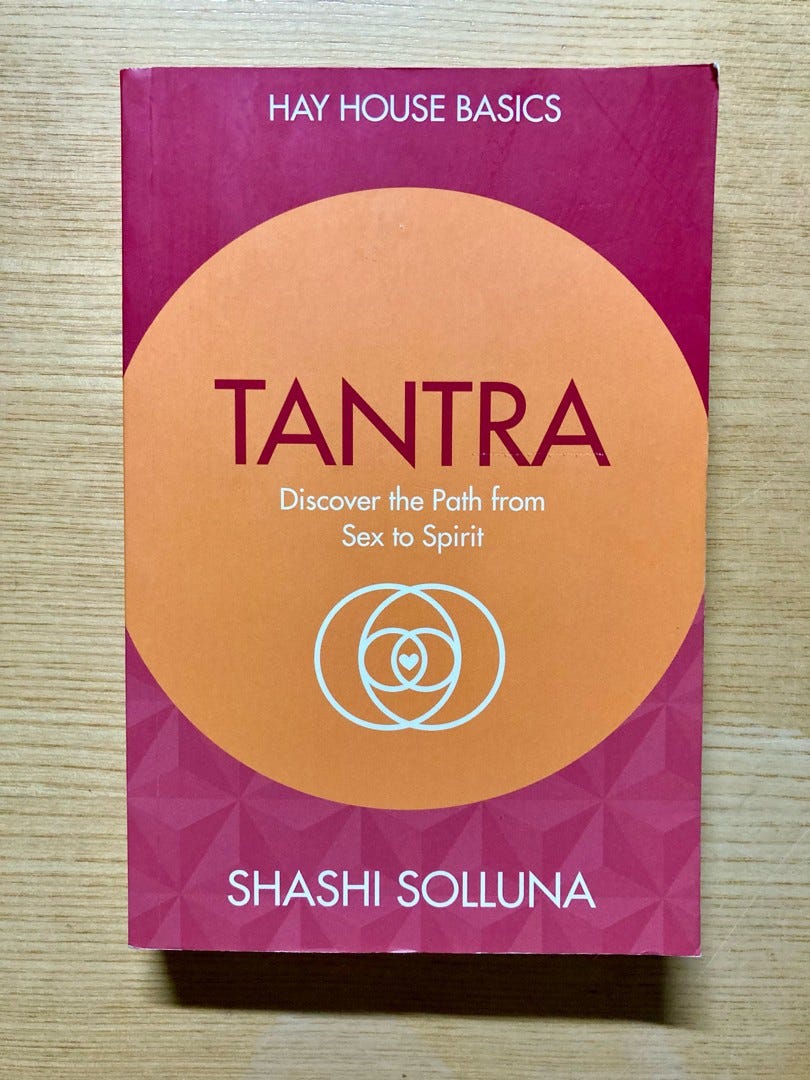 HAY HOUSE BASICS
TANTRA
Discover the Path from
Sex to Spirit
SHASHI SOLLUNA